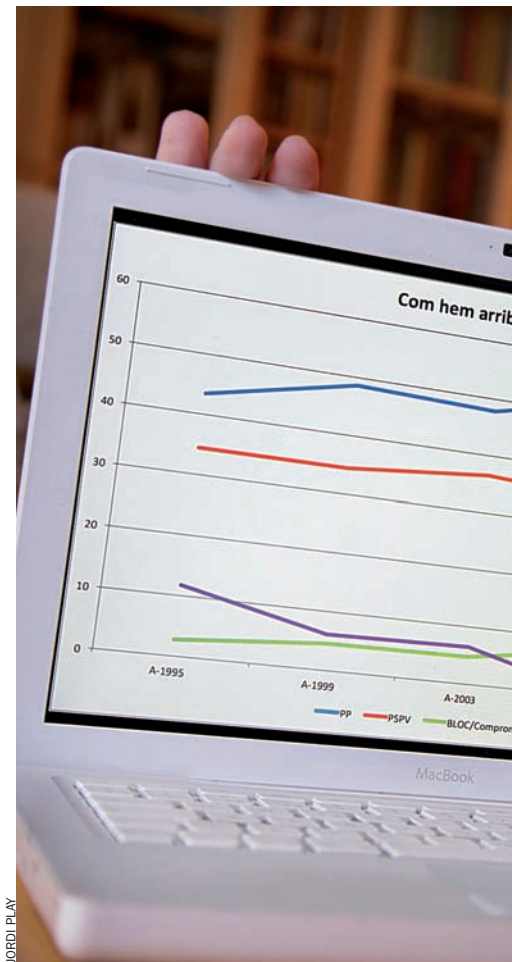 Com hem arrib
60
50
40
30
20
10
0
A-1995
A-1999
A-2003
PP PSPV BLOC/Comprom
MacBook
JORDI PLAY